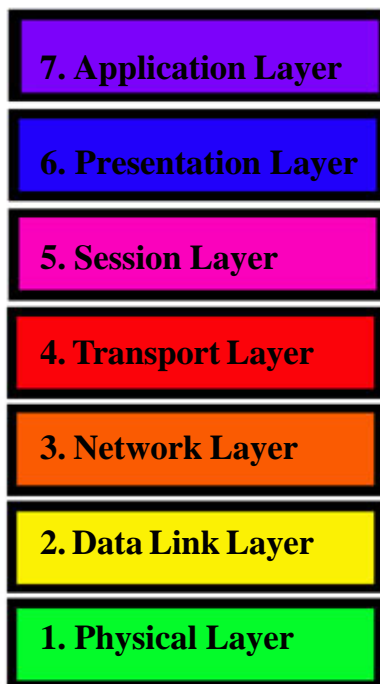 7. Application Layer
6. Presentation Layer
5. Session Layer
4. Transport Layer
3. Network Layer
2. Data Link Layer
1. Physical Layer